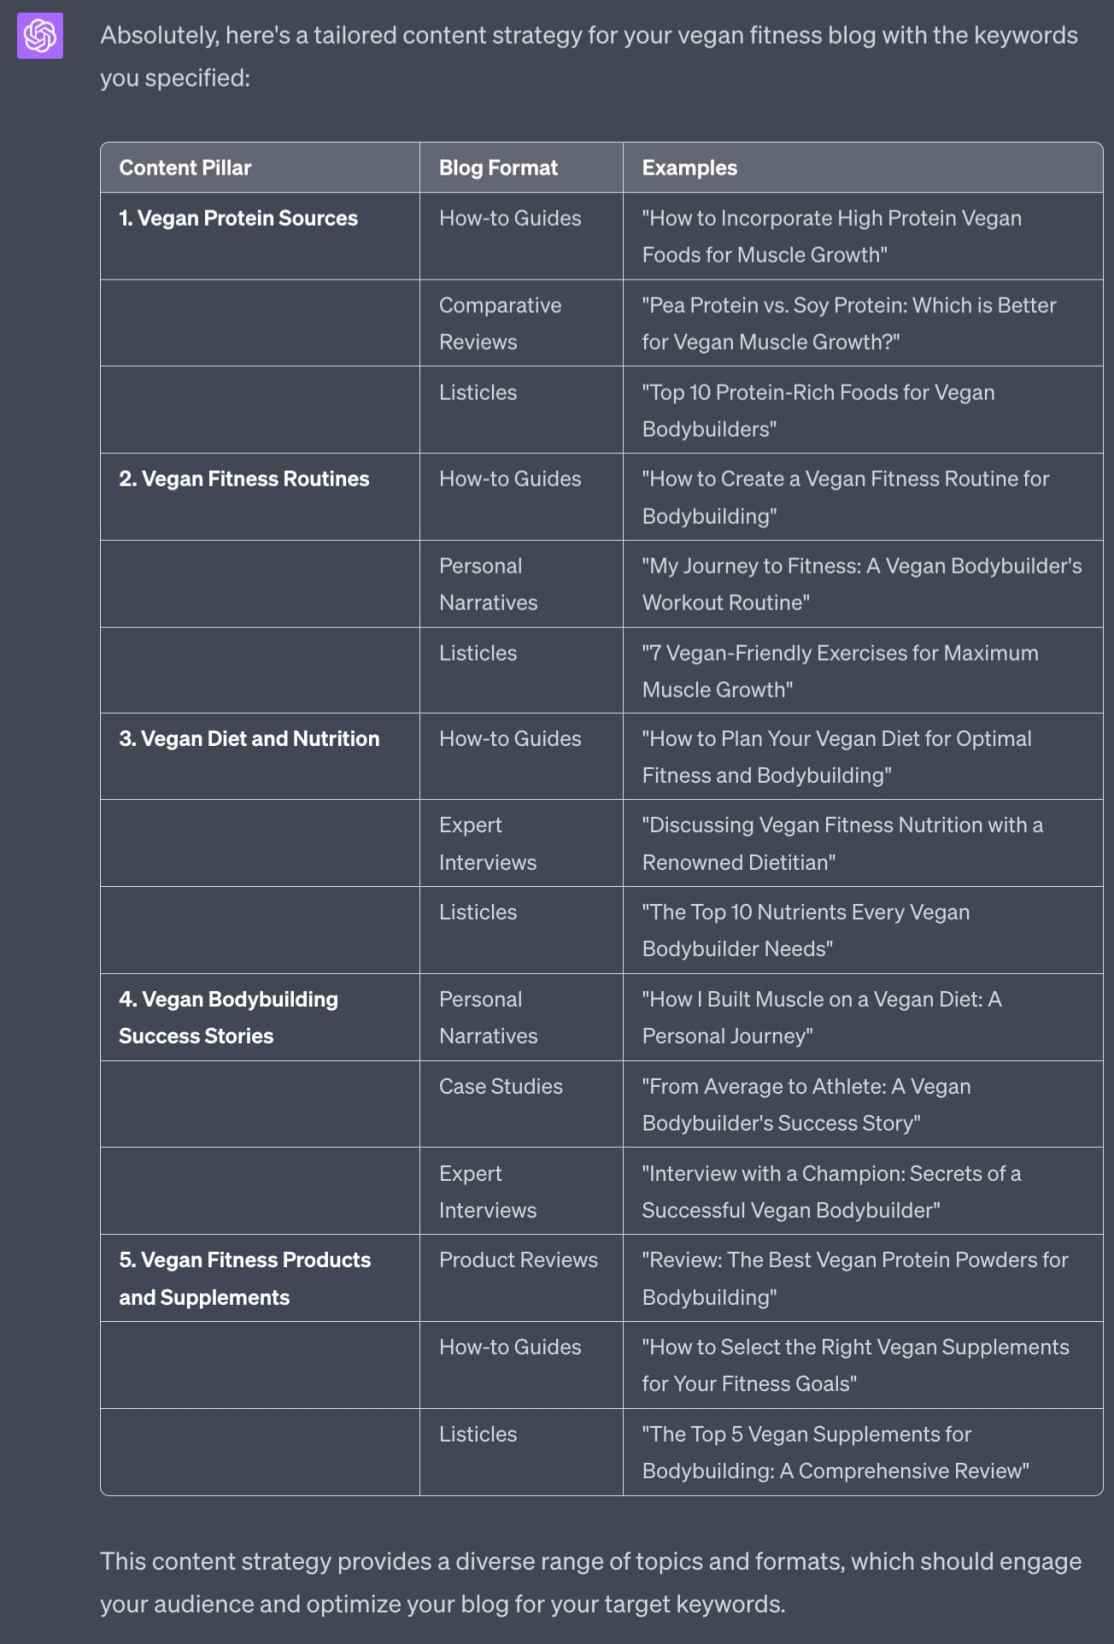 Absolutely, here's a tailored content strategy for your vegan fitness blog with the keywords
you specified:
Content Pillar Blog Format Examples
1. Vegan Protein Sources How-to Guides "How to Incorporate High Protein Vegan
Foods for Muscle Growth"
Comparative "Pea Protein vs. Soy Protein: Which is Better
Reviews for Vegan Muscle Growth?"
Listicles "Top 10 Protein-Rich Foods for Vegan
Bodybuilders"
2. Vegan Fitness Routines How-to Guides "How to Create a Vegan Fitness Routine for
Bodybuilding"
Personal "My Journey to Fitness: A Vegan Bodybuilder's
Narratives Workout Routine"
Listicles "7 Vegan-Friendly Exercises for Maximum
Muscle Growth"
3. Vegan Diet and Nutrition How-to Guides "How to Plan Your Vegan Diet for Optimal
Fitness and Bodybuilding"
Expert "Discussing Vegan Fitness Nutrition with a
Interviews Renowned Dietitian"
Listicles "The Top 10 Nutrients Every Vegan
Bodybuilder Needs"
4. Vegan Bodybuilding Personal "How I Built Muscle on a Vegan Diet: A
Success Stories Narratives Personal Journey"
Case Studies "From Average to Athlete: A Vegan
Bodybuilder's Success Story"
Expert "Interview with a Champion: Secrets of a
Interviews Successful Vegan Bodybuilder"
5. Vegan Fitness Products Product Reviews "Review: The Best Vegan Protein Powders for
and Supplements Bodybuilding"
How-to Guides "How to Select the Right Vegan Supplements
for Your Fitness Goals"
Listicles "The Top 5 Vegan Supplements for
Bodybuilding: A Comprehensive Review"
This content strategy provides a diverse range of topics and formats, which should engage
your audience and optimize your blog for your target keywords.